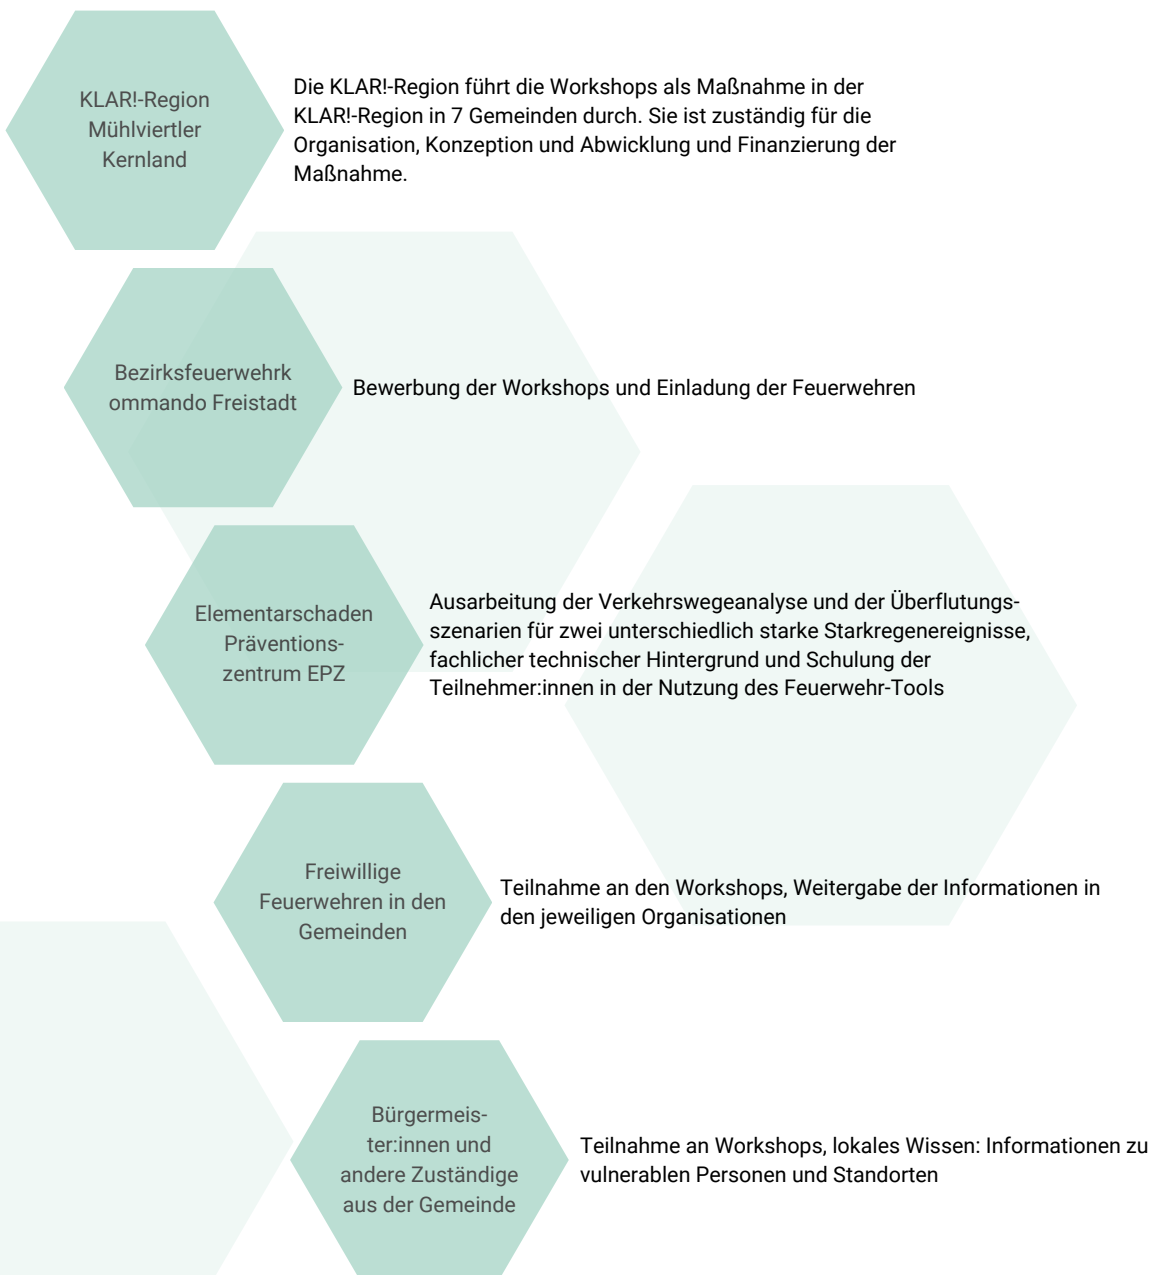 KLAR!-Region
Mühlviertler
Kernland
Die KLAR!-Region führt die Workshops als Maßnahme in der
KLAR!-Region in 7 Gemeinden durch. Sie ist zuständig für die
Organisation, Konzeption und Abwicklung und Finanzierung der
Maßnahme.
Bezirksfeuerwehrk
ommando Freistadt
Bewerbung der Workshops und Einladung der Feuerwehren
Elementarschaden
Präventions-
zentrum EPZ
Ausarbeitung der Verkehrswegeanalyse und der Überflutungs-
szenarien für zwei unterschiedlich starke Starkregenereignisse,
fachlicher technischer Hintergrund und Schulung der
Teilnehmer:innen in der Nutzung des Feuerwehr-Tools
Freiwillige
Feuerwehren in den
Gemeinden
Teilnahme an den Workshops, Weitergabe der Informationen in
den jeweiligen Organisationen
Bürgermeis-
ter:innen und
andere Zuständige
aus der Gemeinde
Teilnahme an Workshops, lokales Wissen: Informationen zu
vulnerablen Personen und Standorten